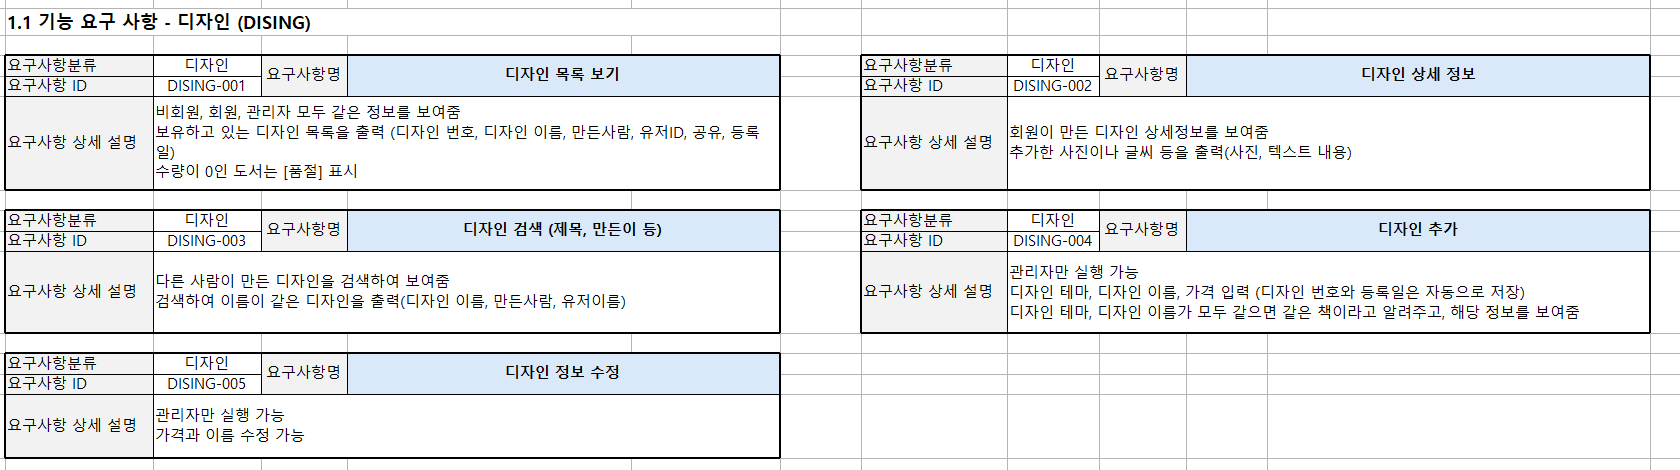 1.1 기능 요구 사항 - 디자인 (DISING)
요구사항분류 디자인 요구사항명 디자인 목록 보기
요구사항 ID DISING-001
요구사항 상세 설명
비회원, 회원, 관리자 모두 같은 정보를 보여줌
보유하고 있는 디자인 목록을 출력 (디자인 번호, 디자인 이름, 만든사람, 유저ID, 공유, 등록
일)
수량이 0인 도서는 [품절] 표시
요구사항분류 디자인 요구사항명 디자인 상세 정보
요구사항 ID DISING-002
요구사항 상세 설명
회원이 만든 디자인 상세정보를 보여줌
추가한 사진이나 글씨 등을 출력(사진, 텍스트 내용)
요구사항분류 디자인 요구사항명 디자인 검색 (제목, 만든이 등)
요구사항 ID DISING-003
요구사항 상세 설명
다른 사람이 만든 디자인을 검색하여 보여줌
검색하여 이름이 같은 디자인을 출력(디자인 이름, 만든사람, 유저이름)
요구사항분류 디자인 요구사항명 디자인 추가
요구사항 ID DISING-004
요구사항 상세 설명
관리자만 실행 가능
디자인 테마, 디자인 이름, 가격 입력 (디자인 번호와 등록일은 자동으로 저장)
디자인 테마, 디자인 이름가 모두 같으면 같은 책이라고 알려주고, 해당 정보를 보여줌
요구사항분류 디자인 요구사항명 디자인 정보 수정
요구사항 ID DISING-005
요구사항 상세 설명
관리자만 실행 가능
가격과 이름 수정 가능